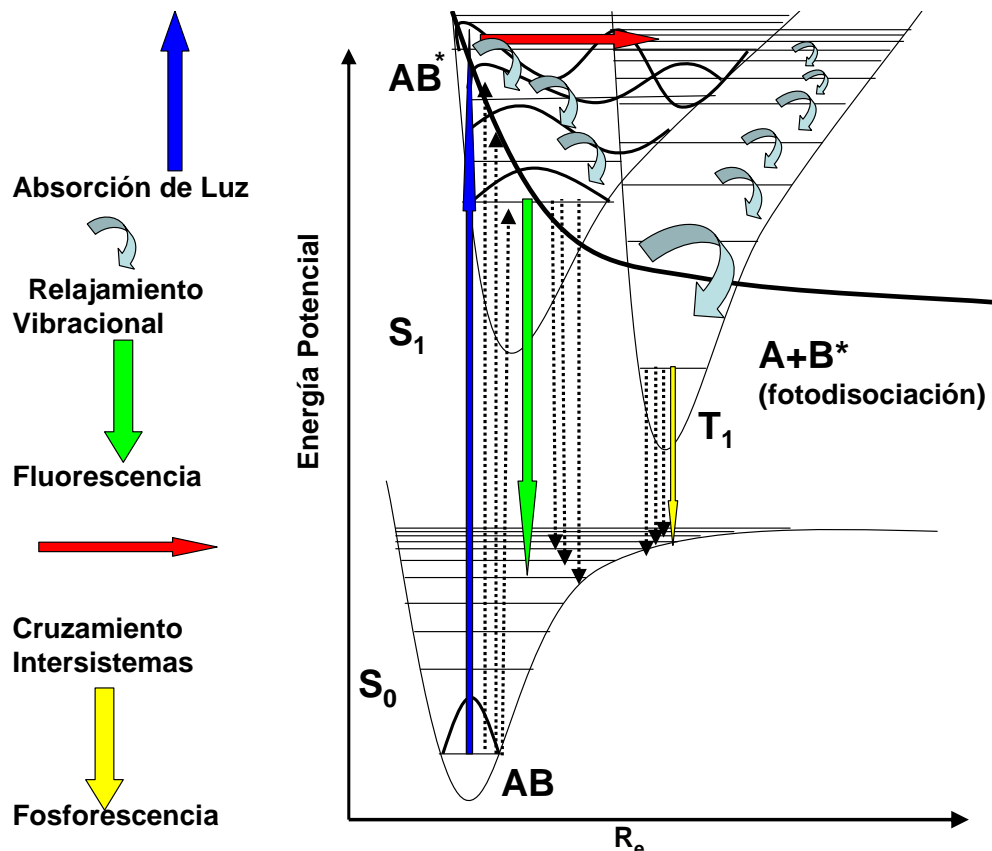 Absorción de Luz
Relajamiento
Vibracional
Fluorescencia
Cruzamiento
Intersistemas
Fosforescencia
Energía Potencial
AB*
S1
A+B*
(fotodisociación)
T1
S0
AB
Re